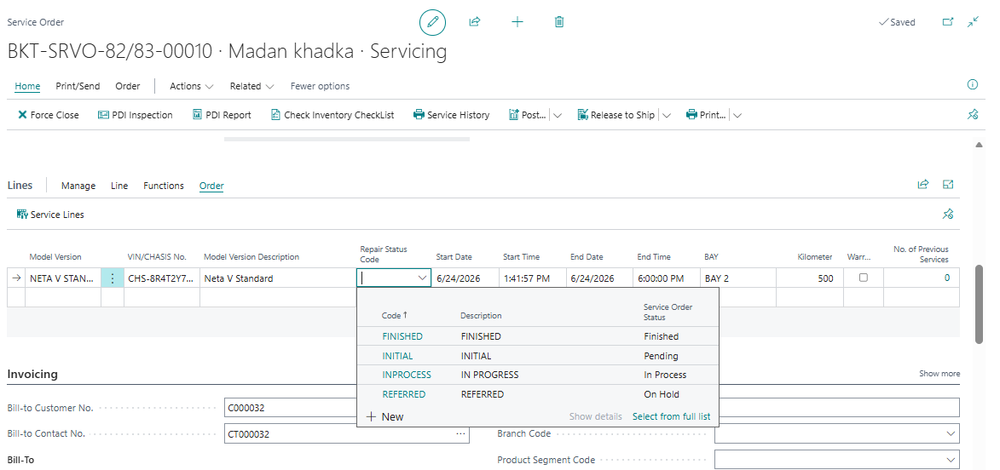 Service Order
Saved
BKT-SRVO-82/83-00010 · Madan khadka · Servicing
Home Print/Send Order Actions Related Fewer options
Force Close PDI Inspection PDI Report Check Inventory CheckList Service History Post... Release to Ship Print...
Lines Manage Line Functions Order
Service Lines
Model Version VIN/CHASIS No. Model Version Description Repair Status Code Start Date Start Time End Date End Time BAY Kilometer Warr... No. of Previous Services
NETA V STAN... CHS-8R4T2Y7... Neta V Standard 6/24/2026 1:41:57 PM 6/24/2026 6:00:00 PM BAY 2 500 0
Code ↑ Description Service Order Status
FINISHED FINISHED Finished
INITIAL INITIAL Pending
INPROCESS IN PROGRESS In Process
REFERRED REFERRED On Hold
+ New Show details Select from full list
Invoicing Show more
Bill-to Customer No. C000032
Bill-to Contact No. CT000032 ... Branch Code
Bill-To Product Segment Code